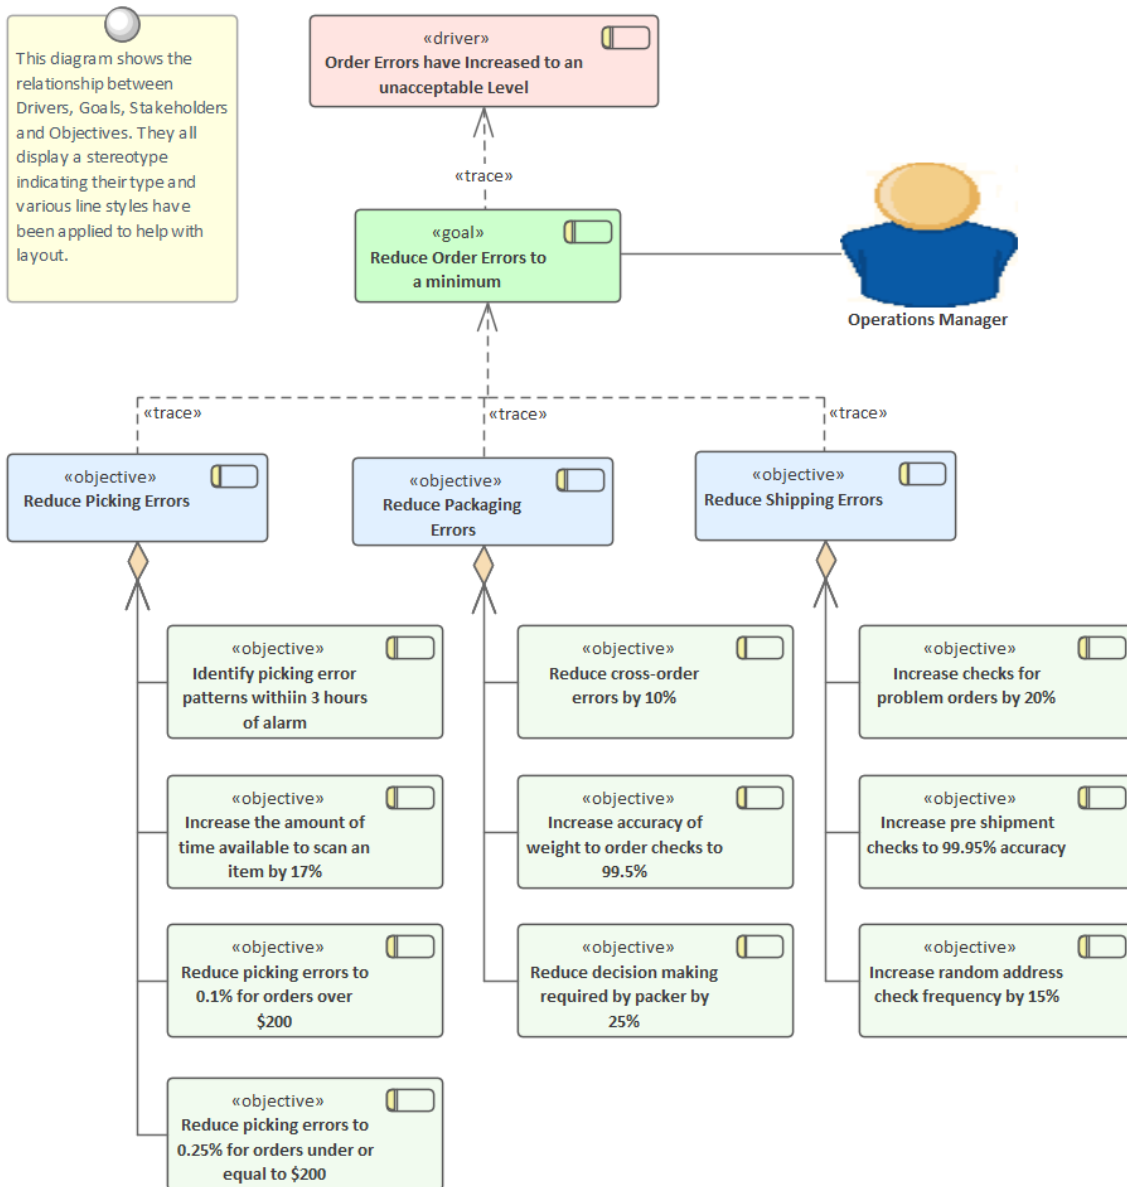 This diagram shows the
relationship between
Drivers, Goals, Stakeholders
and Objectives. They all
display a stereotype
indicating their type and
various line styles have
been applied to help with
layout.
«driver»
Order Errors have Increased to an
unacceptable Level
«trace»
«goal»
Reduce Order Errors to
a minimum
Operations Manager
«trace»
«trace»
«trace»
«objective»
Reduce Picking Errors
«objective»
Reduce Packaging
Errors
«objective»
Reduce Shipping Errors
«objective»
Identify picking error
patterns withiin 3 hours
of alarm
«objective»
Reduce cross-order
errors by 10%
«objective»
Increase checks for
problem orders by 20%
«objective»
Increase the amount of
time available to scan an
item by 17%
«objective»
Increase accuracy of
weight to order checks to
99.5%
«objective»
Increase pre shipment
checks to 99.95% accuracy
«objective»
Reduce picking errors to
0.1% for orders over
$200
«objective»
Reduce decision making
required by packer by
25%
«objective»
Increase random address
check frequency by 15%
«objective»
Reduce picking errors to
0.25% for orders under or
equal to $200